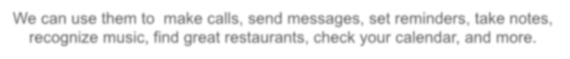 We can use them to  make calls, send messages, set reminders, take notes,
recognize music, find great restaurants, check your calendar, and more.